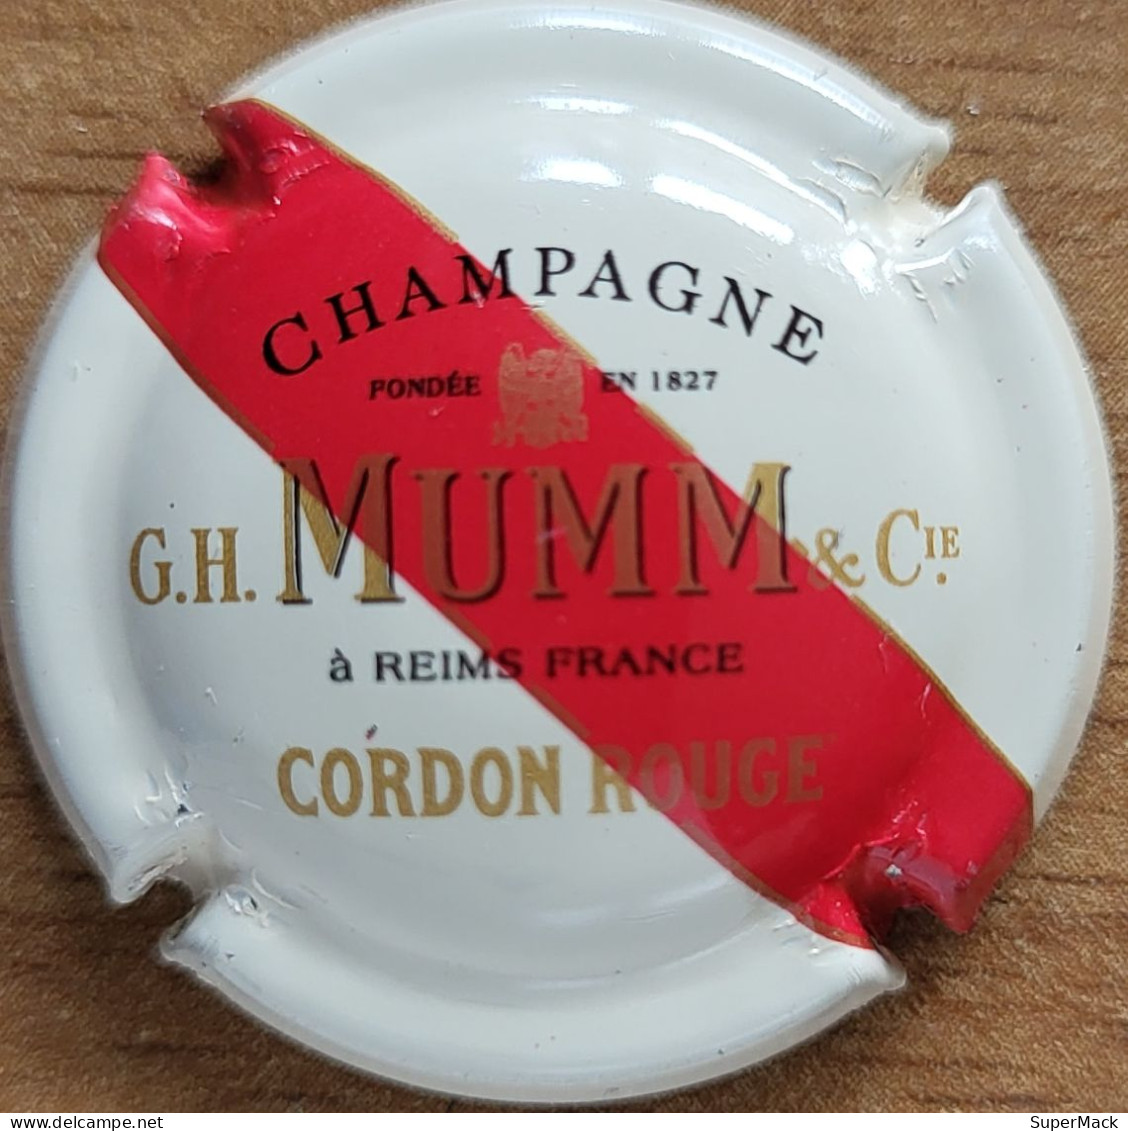 CHAMPAGNE
FONDÉE EN 1827
G.H. MUMM & CIE.
à REIMS FRANCE
CORDON ROUGE
www.delcampe.net
SuperMack